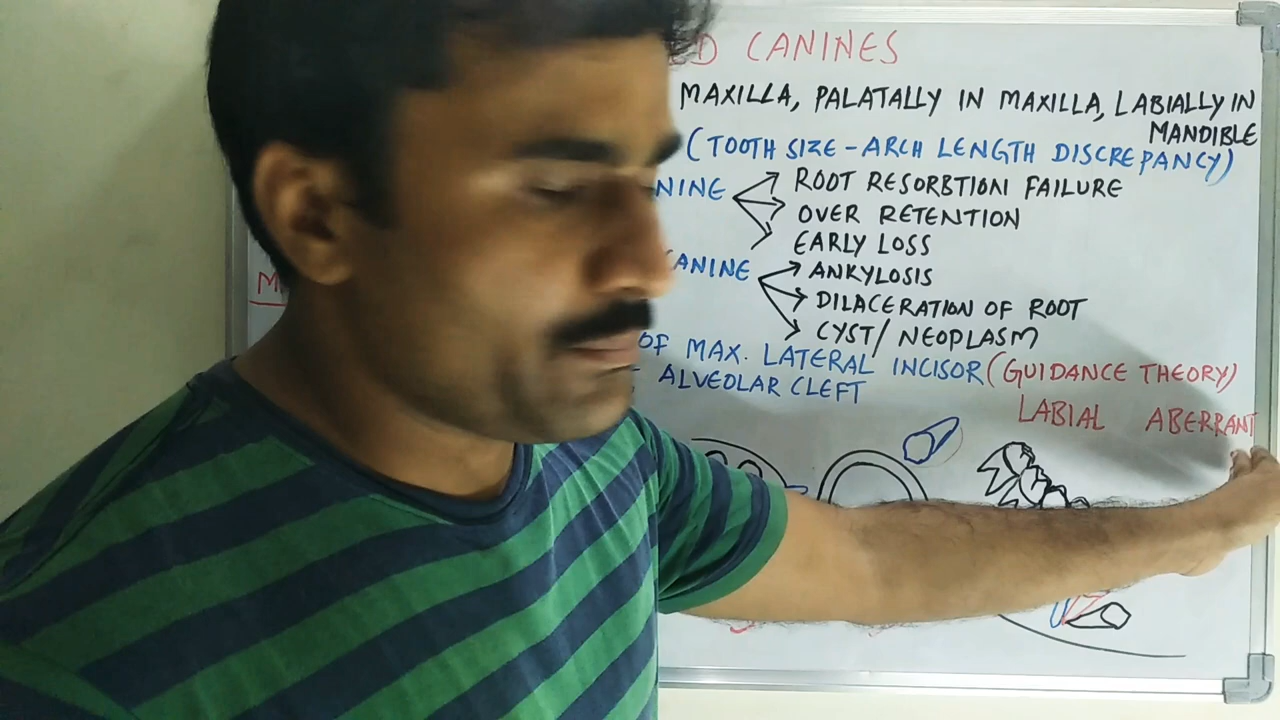 D CANINES
MAXILLA, PALATALLY IN MAXILLA, LABIALLY IN
MANDIBLE
(TOOTH SIZE - ARCH LENGTH DISCREPANCY)
NINE
ROOT RESORBTION FAILURE
OVER RETENTION
EARLY LOSS
CANINE
ANKYLOSIS
DILACERATION OF ROOT
CYST/ NEOPLASM
OF MAX. LATERAL INCISOR (GUIDANCE THEORY)
ALVEOLAR CLEFT
LABIAL ABERRANT
M